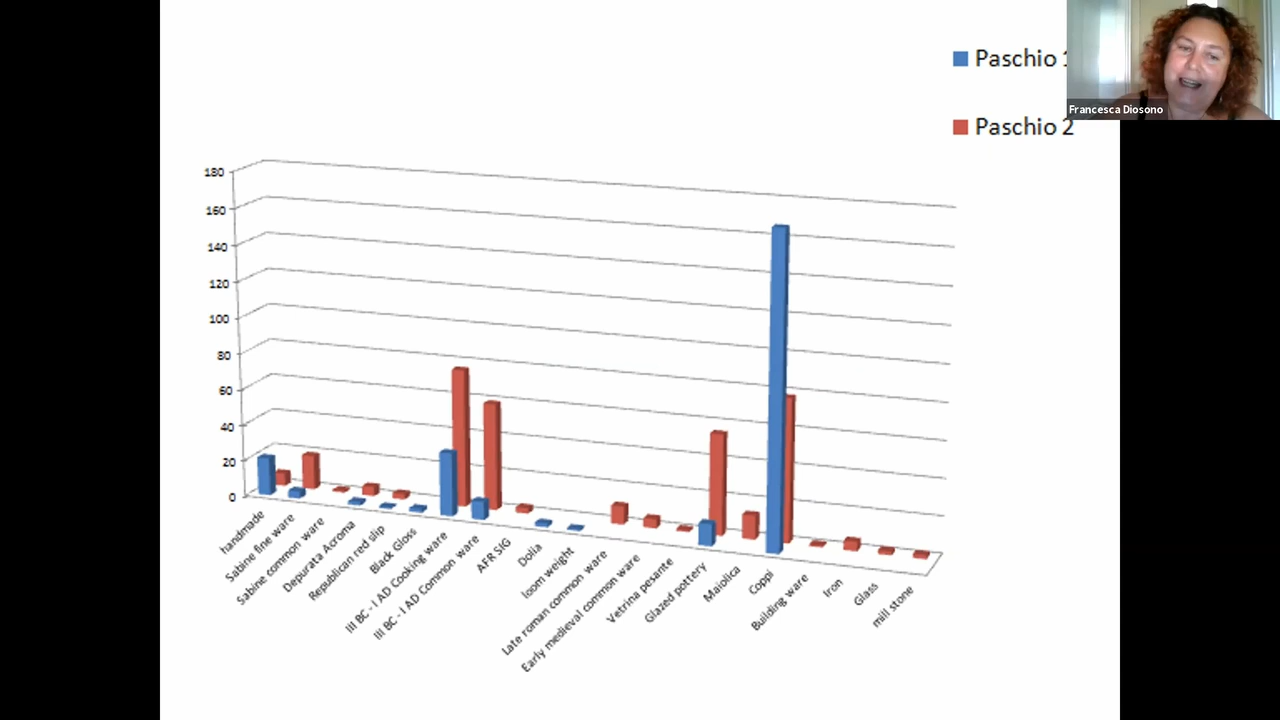 Paschio 1
Francesca Diosono
Paschio 2
180
160
140
120
100
80
60
40
20
0
handmade
Sabine fine ware
Sabine common ware
Depurata Acroma
Republican red slip
Black Gloss
III BC - I AD Cooking ware
III BC - I AD Common ware
AFR SIG
Dolia
loom weight
Late roman common ware
Early medieval common ware
Vetrina pesante
Glazed pottery
Maiolica
Coppi
Building ware
Iron
Glass
mill stone